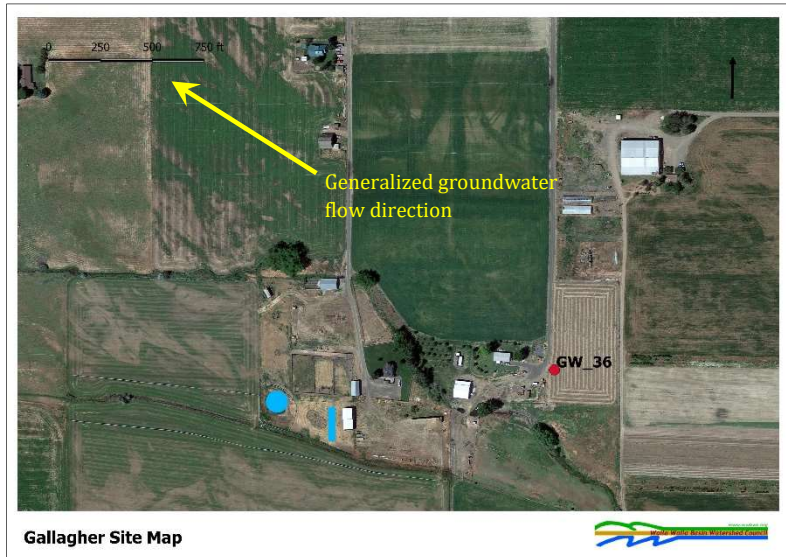 0 250 500 750 ft
Generalized groundwater
flow direction
GW_36
Gallagher Site Map
Walla Walla Basin Watershed Council